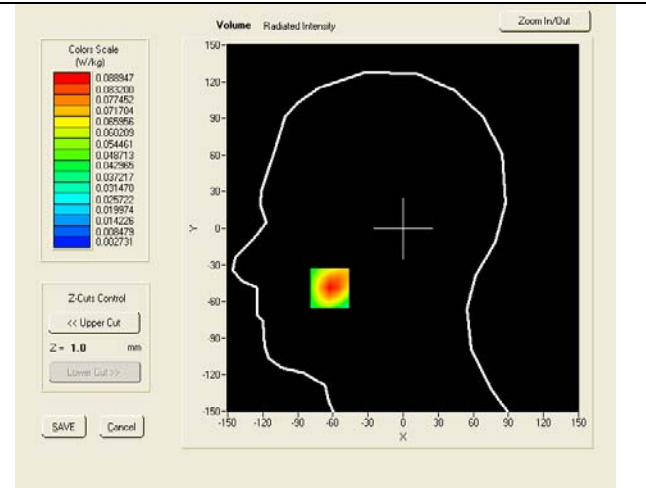 Volume Radiated Intensity
Zoom In/Out
Colors Scale
(W/kg)
0.088947
0.083200
0.077452
0.071704
0.065956
0.060209
0.054461
0.048713
0.042965
0.037217
0.031470
0.025722
0.019974
0.014226
0.008479
0.002731
Z-Cuts Control
<< Upper Cut
Z = 1.0 mm
Lower Cut >>
SAVE Cancel
150-
120-
90-
60-
30-
Y 0-
-30-
-60-
-90-
-120-
-150-
-150 -120 -90 -60 -30 0 30 60 90 120 150
X